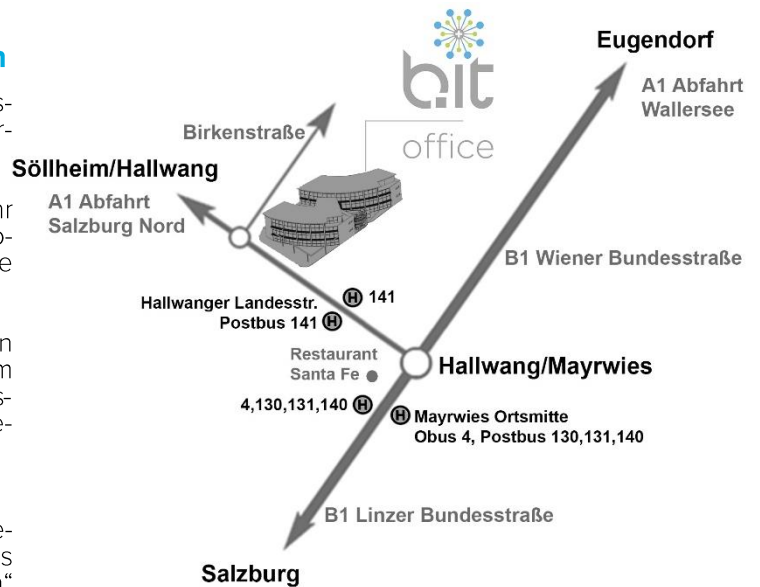 n
s-
r-
hr
o-
e
n
m
s-
e-
e-
s
“
b.it
office
Eugendorf
A1 Abfahrt
Wallersee
Birkenstraße
Söllheim/Hallwang
A1 Abfahrt
Salzburg Nord
B1 Wiener Bundesstraße
H 141
Hallwanger Landesstr.
Postbus 141 H
Restaurant
Santa Fe
Hallwang/Mayrwies
4,130,131,140 H
H Mayrwies Ortsmitte
Obus 4, Postbus 130,131,140
B1 Linzer Bundesstraße
Salzburg